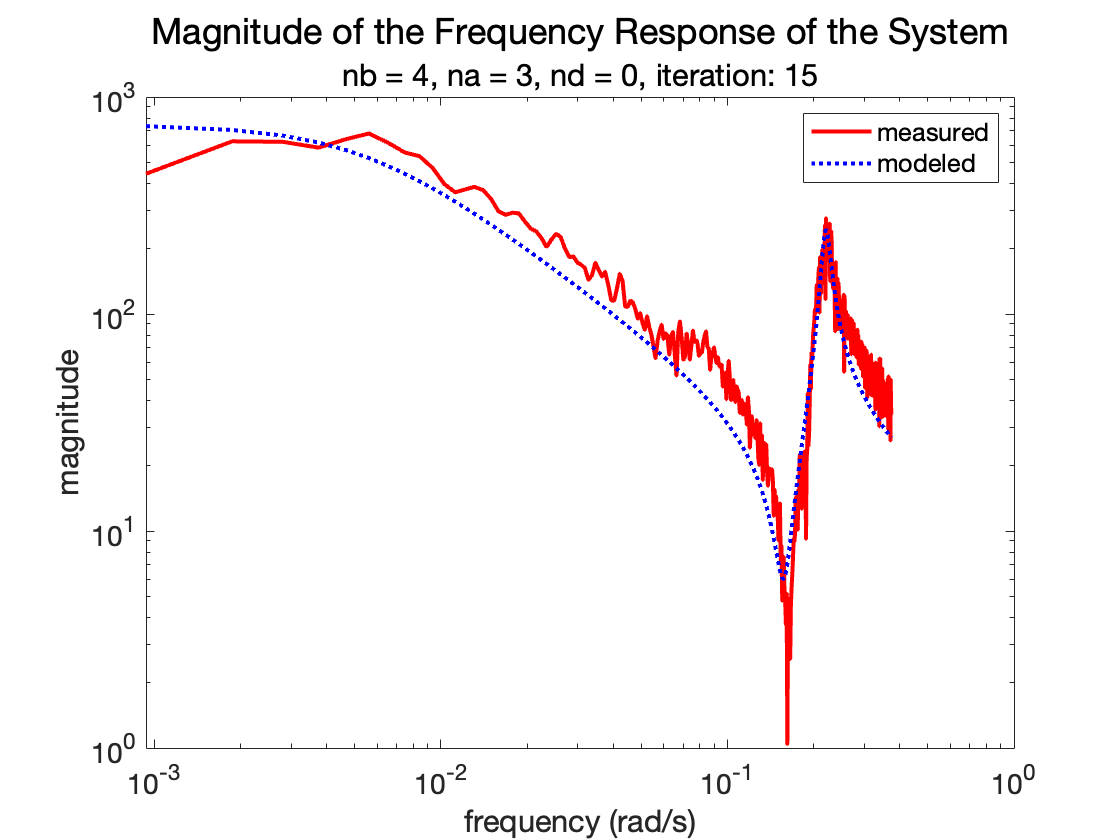 Magnitude of the Frequency Response of the System
nb = 4, na = 3, nd = 0, iteration: 15
measured
modeled
magnitude
10^3
10^2
10^1
10^0
10^-3
10^-2
10^-1
10^0
frequency (rad/s)